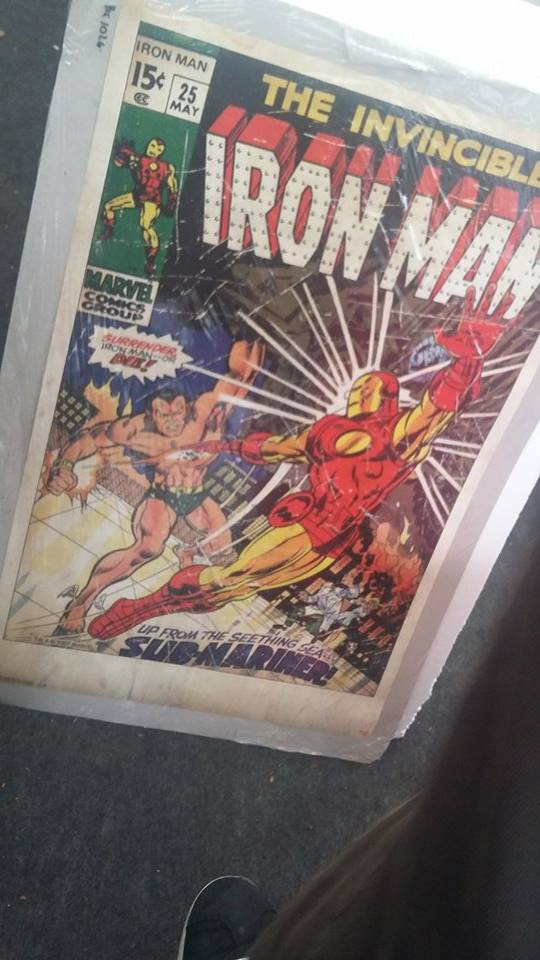 IRON MAN
15¢
25
MAY
THE INVINCIBLE
IRON MAN
MARVEL
COMICS
GROUP
SURRENDER,
IRON MAN--OR
DIE!
UP FROM THE SEETHING SEA--
SUB-MARINER!